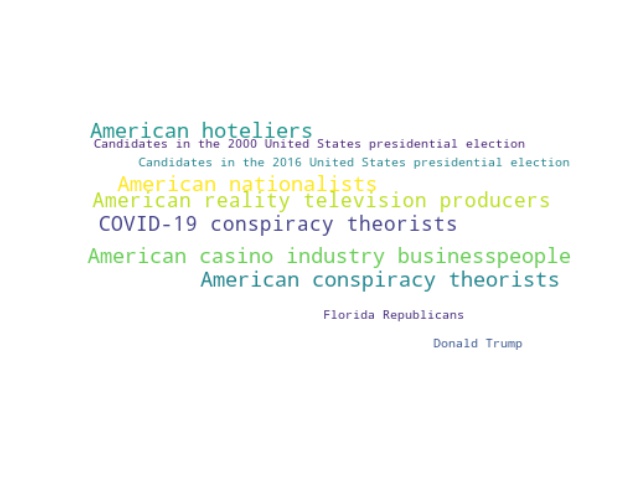 American hoteliers
Candidates in the 2000 United States presidential election
Candidates in the 2016 United States presidential election
American nationalists
American reality television producers
COVID-19 conspiracy theorists
American casino industry businesspeople
American conspiracy theorists
Florida Republicans
Donald Trump